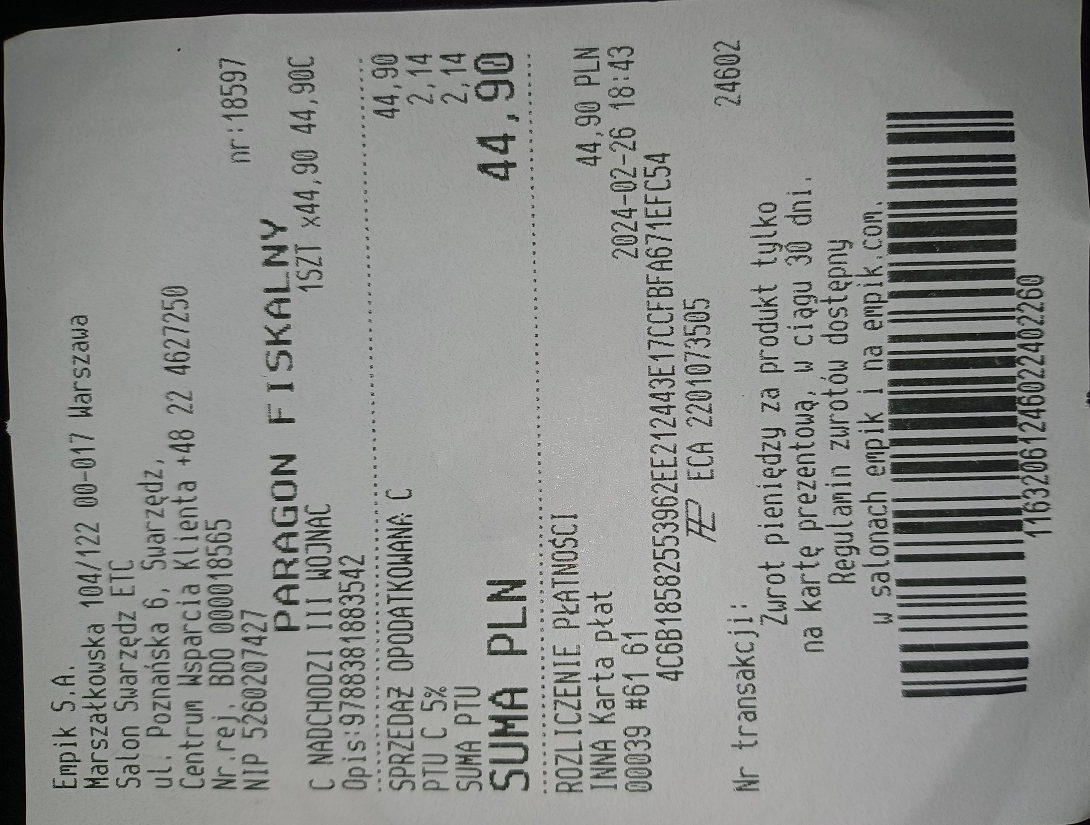 Empik S.A.
Marszałkowska 104/122 00-017 Warszawa
Salon Swarzędz ETC
ul. Poznańska 6, Swarzędz,
Centrum Wsparcia Klienta +48 22 4627250
Nr.rej. BDO 000018565
NIP 5260207427 nr:18597
PARAGON FISKALNY
C NADCHODZI III WOJNAC 1SZT x44,90 44,90C
Opis:9788381883542
SPRZEDAŻ OPODATKOWANA C 44,90
PTU C 5% 2,14
SUMA PTU 2,14
SUMA PLN 44,90
ROZLICZENIE PŁATNOŚCI
INNA Karta płat 44,90 PLN
00039 #61 61 2024-02-26 18:43
4C6B18582553962EE212443E17CCFBFA671EFC54
ECA 2201073505
Nr transakcji: 24602
Zwrot pieniędzy za produkt tylko
na kartę prezentową, w ciągu 30 dni.
Regulamin zwrotów dostępny
w salonach empik i na empik.com.
116320612460224022​60